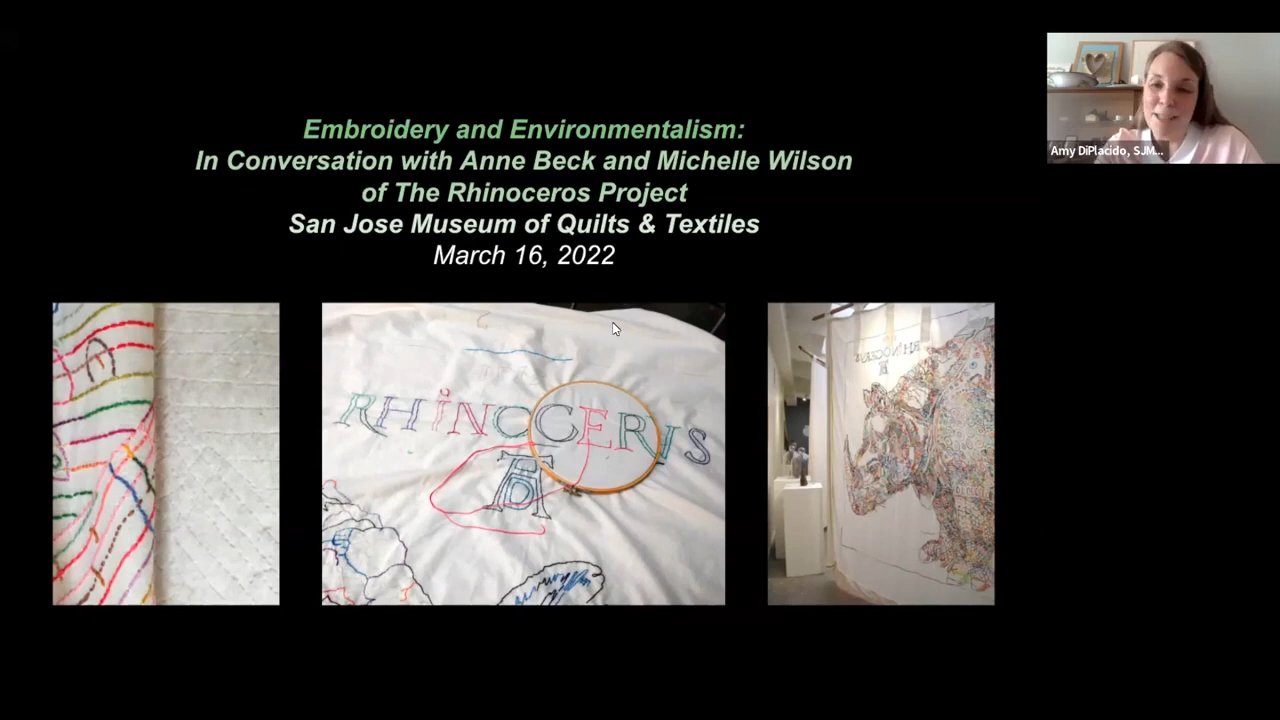 Embroidery and Environmentalism:
In Conversation with Anne Beck and Michelle Wilson
of The Rhinoceros Project
San Jose Museum of Quilts & Textiles
March 16, 2022
Amy DiPlacido, SJM...
RHiNOCERVS